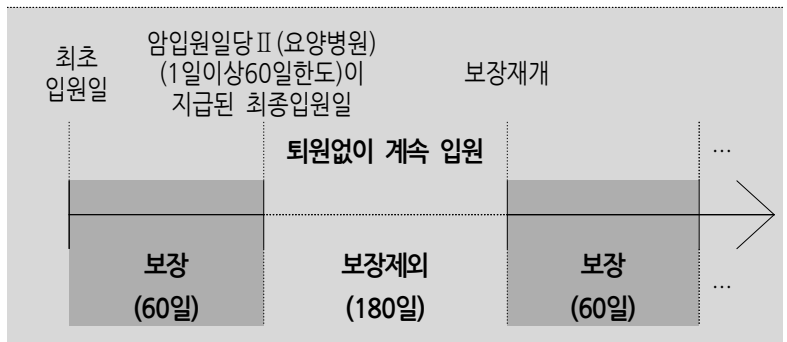 최초
입원일
암입원일당Ⅱ(요양병원)
(1일이상60일한도)이
지급된 최종입원일
보장재개
퇴원없이 계속 입원
…
보장
(60일)
보장제외
(180일)
보장
(60일)
…